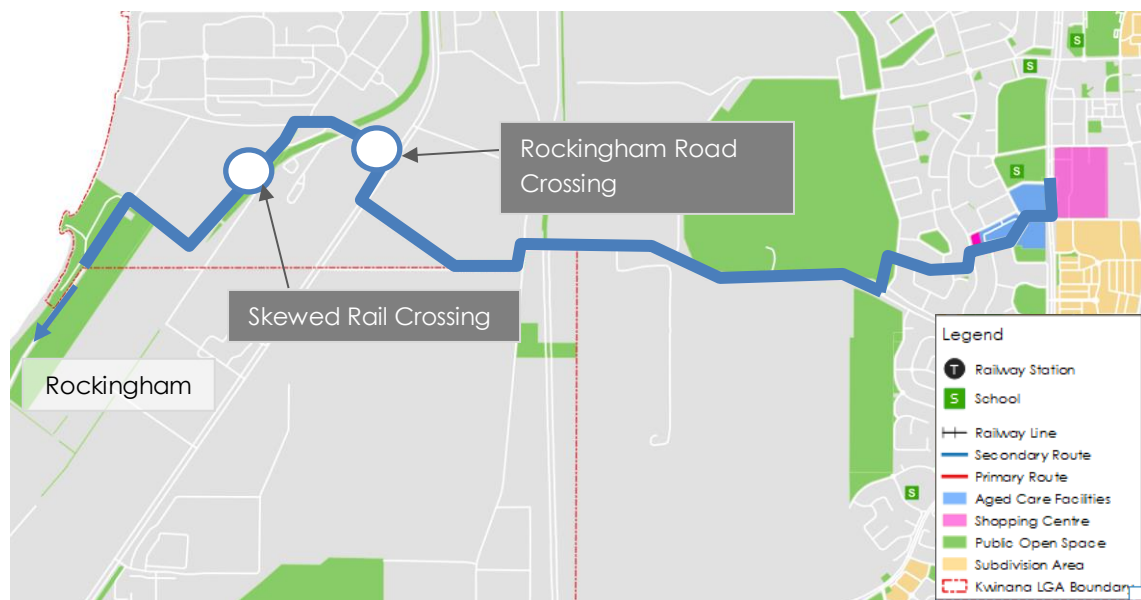 S
S
S
Rockingham Road
Crossing
Skewed Rail Crossing
Rockingham
S
Legend
T Railway Station
S School
Railway Line
Secondary Route
Primary Route
Aged Care Facilities
Shopping Centre
Public Open Space
Subdivision Area
Kwinana LGA Boundary